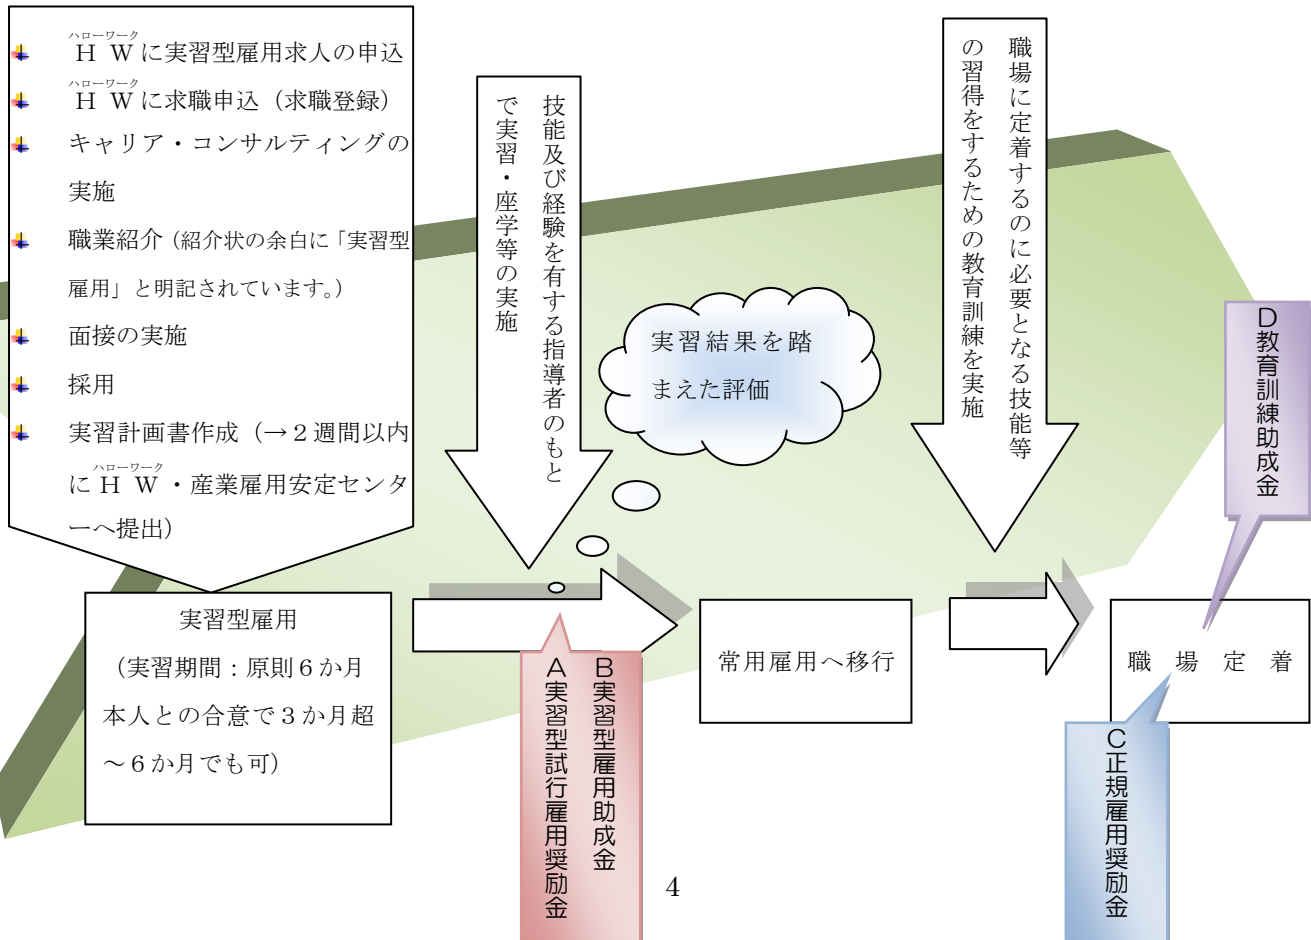 ハローワーク
HWに実習型雇用求人の申込
ハローワーク
HWに求職申込（求職登録）
キャリア・コンサルティングの
実施
職業紹介（紹介状の余白に「実習型
雇用」と明記されています。）
面接の実施
採用
実習計画書作成（→２週間以内
ハローワーク
にHW・産業雇用安定センタ
ーへ提出）
技能及び経験を有する指導者のもと
で実習・座学等の実施
実習結果を踏
まえた評価
職場に定着するのに必要となる技能等
の習得をするための教育訓練を実施
D教育訓練助成金
実習型雇用
（実習期間：原則６か月
本人との合意で３か月超
～６か月でも可）
B実習型雇用助成金
A実習型試行雇用奨励金
常用雇用へ移行
職場定着
C正規雇用奨励金
4